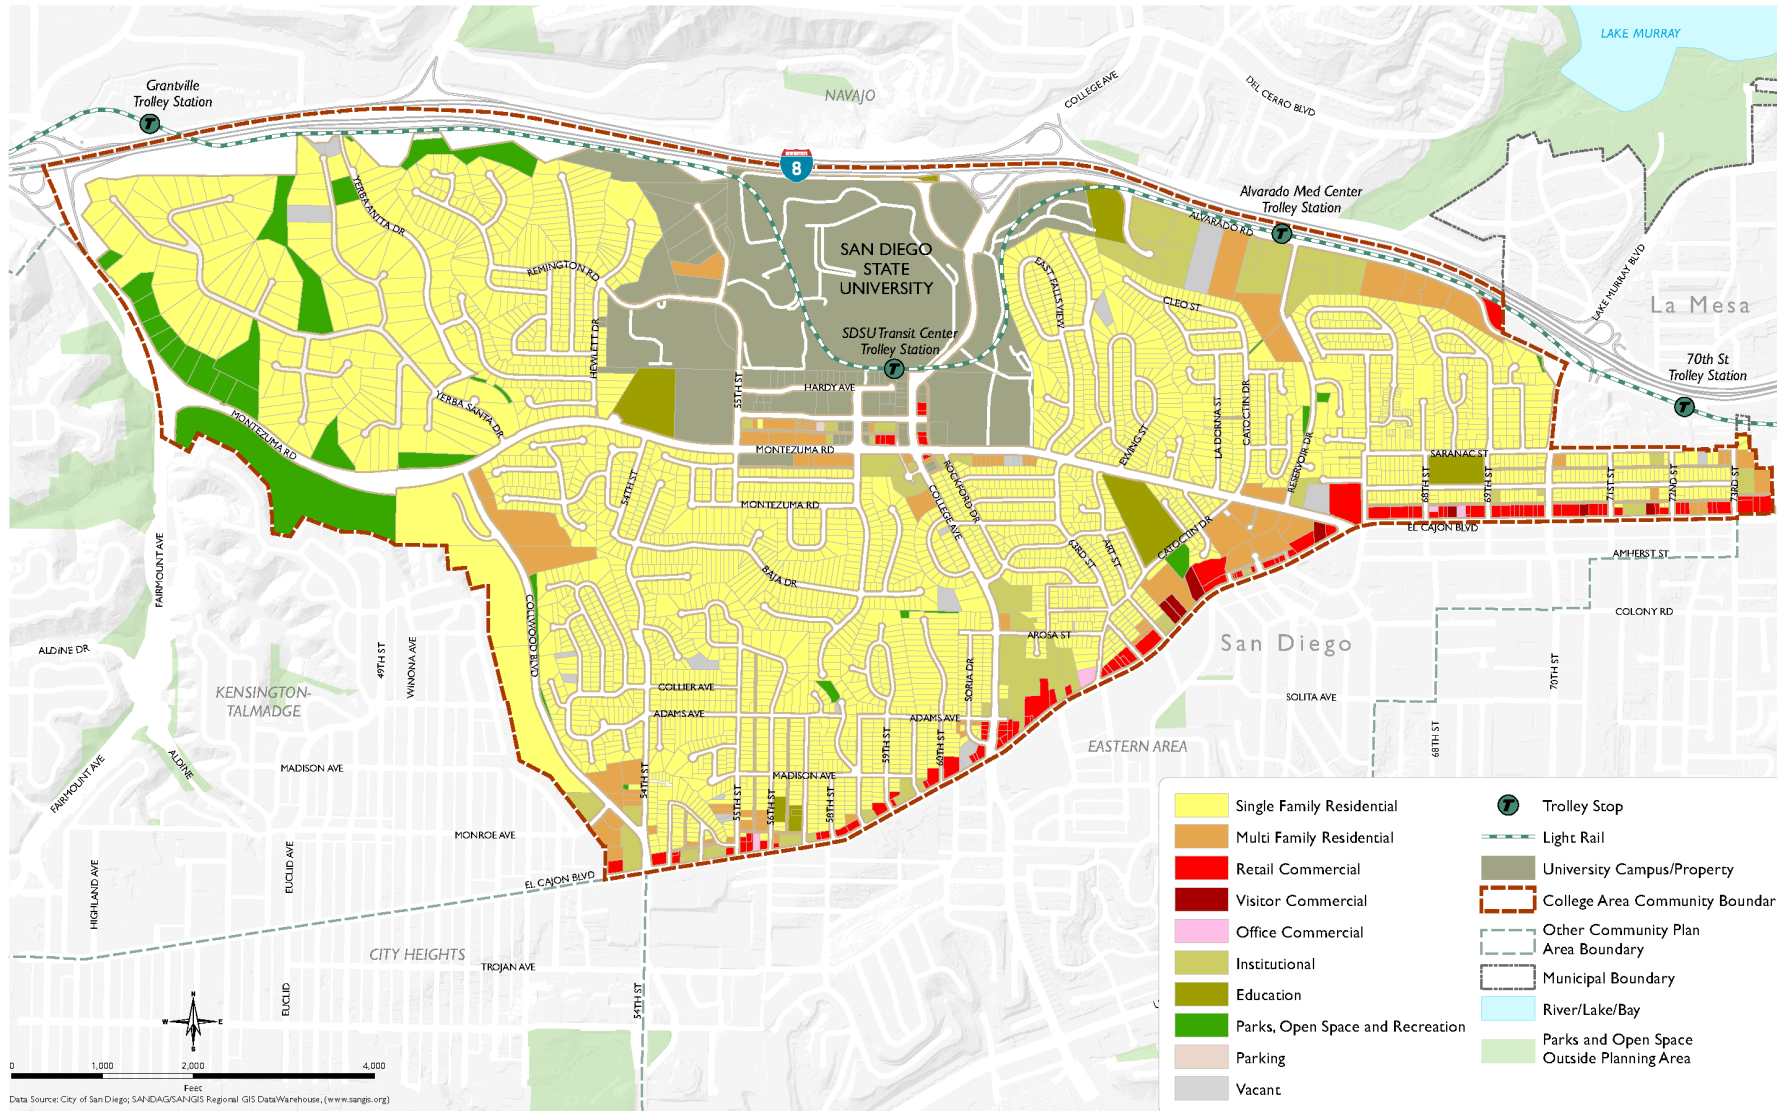 LAKE MURRAY
Grantville
Trolley Station
NAVAJO
COLLEGE AVE
DEL CERRO BLVD
8
Alvarado Med Center
Trolley Station
YERBA ANITA DR
ALVARADO RD
SAN DIEGO
STATE
UNIVERSITY
REMINGTON RD
EAST FALLS VIEW
CLEO ST
LAKE MURRAY BLVD
La Mesa
SDSU Transit Center
Trolley Station
HEWLETT DR
70th St
Trolley Station
55TH ST
HARDY AVE
YERBA SANTA DR
MONTEZUMA RD
LA DORNA ST
CATOCTIN DR
EWING ST
RESERVOIR DR
MONTEZUMA RD
SARANAC ST
54TH ST
ROCKFORD DR
COLLEGE AVE
68TH ST
69TH ST
71ST ST
72ND ST
73RD ST
MONTEZUMA RD
EL CAJON BLVD
CATOCTIN DR
63RD ST
ART ST
AMHERST ST
FAIRMOUNT AVE
BAJA DR
COLLWOOD BLVD
COLONY RD
AROSA ST
San Diego
ALDINE DR
49TH ST
WINONA AVE
KENSINGTON-
TALMADGE
COLLIER AVE
SORIA DR
70TH ST
SOLITA AVE
ADAMS AVE
ADAMS AVE
59TH ST
60TH ST
EASTERN AREA
68TH ST
ALDINE
FAIRMOUNT AVE
MADISON AVE
MADISON AVE
54TH ST
55TH ST
56TH ST
58TH ST
MONROE AVE
EUCLID AVE
HIGHLAND AVE
EL CAJON BLVD
CITY HEIGHTS
TROJAN AVE
EUCLID
54TH ST
Single Family Residential
Multi Family Residential
Retail Commercial
Visitor Commercial
Office Commercial
Institutional
Education
Parks, Open Space and Recreation
Parking
Vacant
T
Trolley Stop
Light Rail
University Campus/Property
College Area Community Boundar
Other Community Plan
Area Boundary
Municipal Boundary
River/Lake/Bay
Parks and Open Space
Outside Planning Area
N
W E
S
0 1,000 2,000 4,000
Feet
Data Source: City of San Diego; SANDAG/SANGIS Regional GIS DataWarehouse, (www.sangis.org)